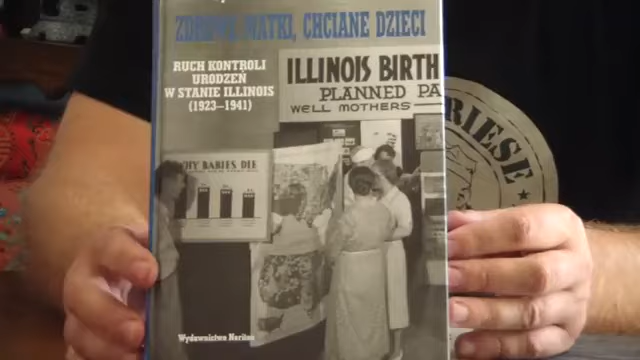 ZDROWE MATKI, CHCIANE DZIECI
RUCH KONTROLI
URODZEŃ
W STANIE ILLINOIS
(1923–1941)
ILLINOIS BIRTH
PLANNED PA
WELL MOTHERS
WHY BABIES DIE
Wydawnictwo Neriton
RIESE